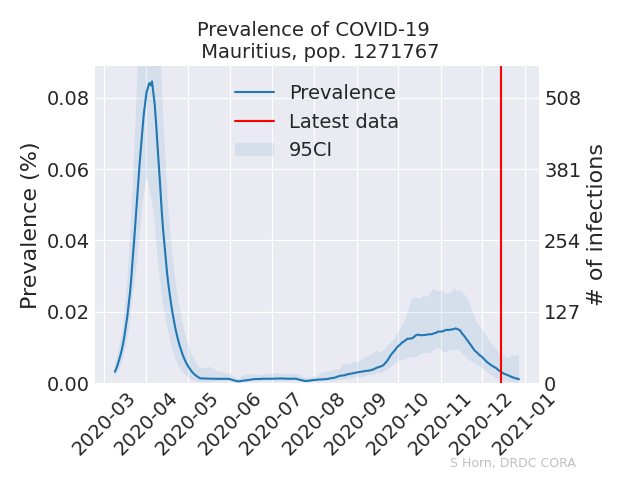 Prevalence of COVID-19
Mauritius, pop. 1271767
Prevalence (%)
0.08
0.06
0.04
0.02
0.00
Prevalence
Latest data
95CI
508
381
254
127
0
# of infections
2020-03
2020-04
2020-05
2020-06
2020-07
2020-08
2020-09
2020-10
2020-11
2020-12
2021-01
S Horn, DRDC CORA